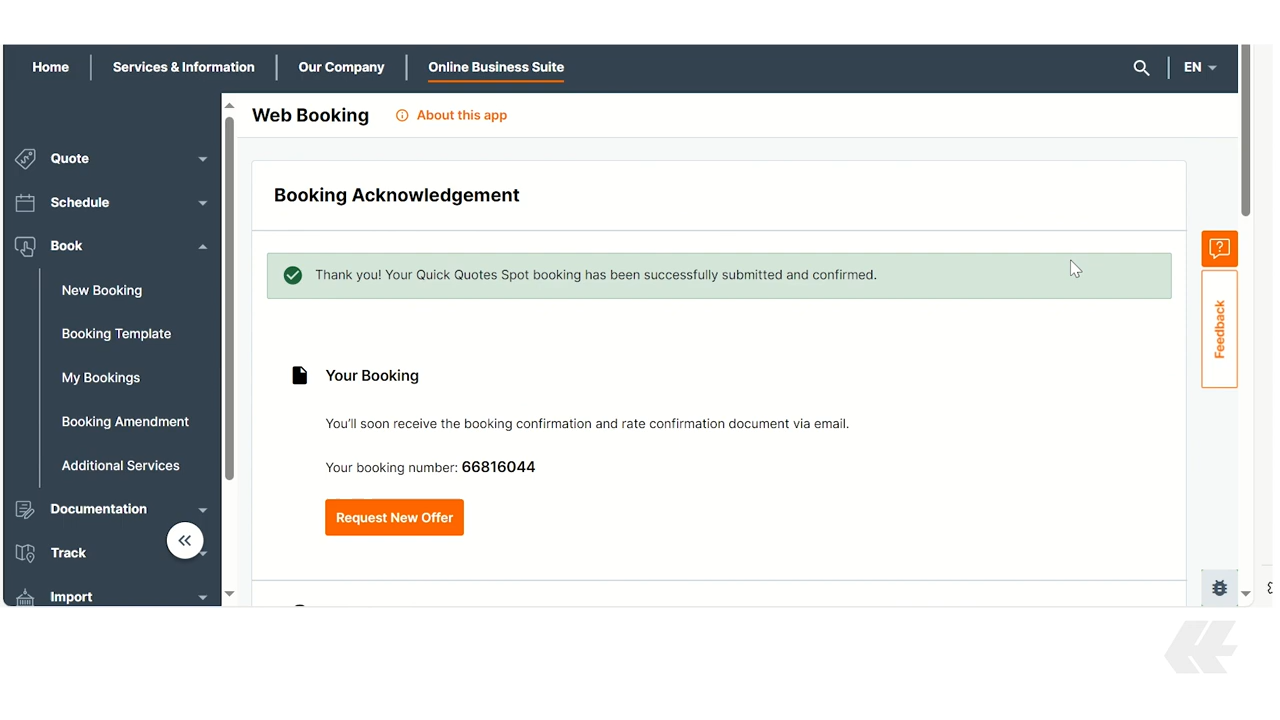 Home
Services & Information
Our Company
Online Business Suite
EN
Quote
Schedule
Book
New Booking
Booking Template
My Bookings
Booking Amendment
Additional Services
Documentation
Track
Import
Web Booking
About this app
Booking Acknowledgement
Thank you! Your Quick Quotes Spot booking has been successfully submitted and confirmed.
Your Booking
You'll soon receive the booking confirmation and rate confirmation document via email.
Your booking number: 66816044
Request New Offer
Feedback